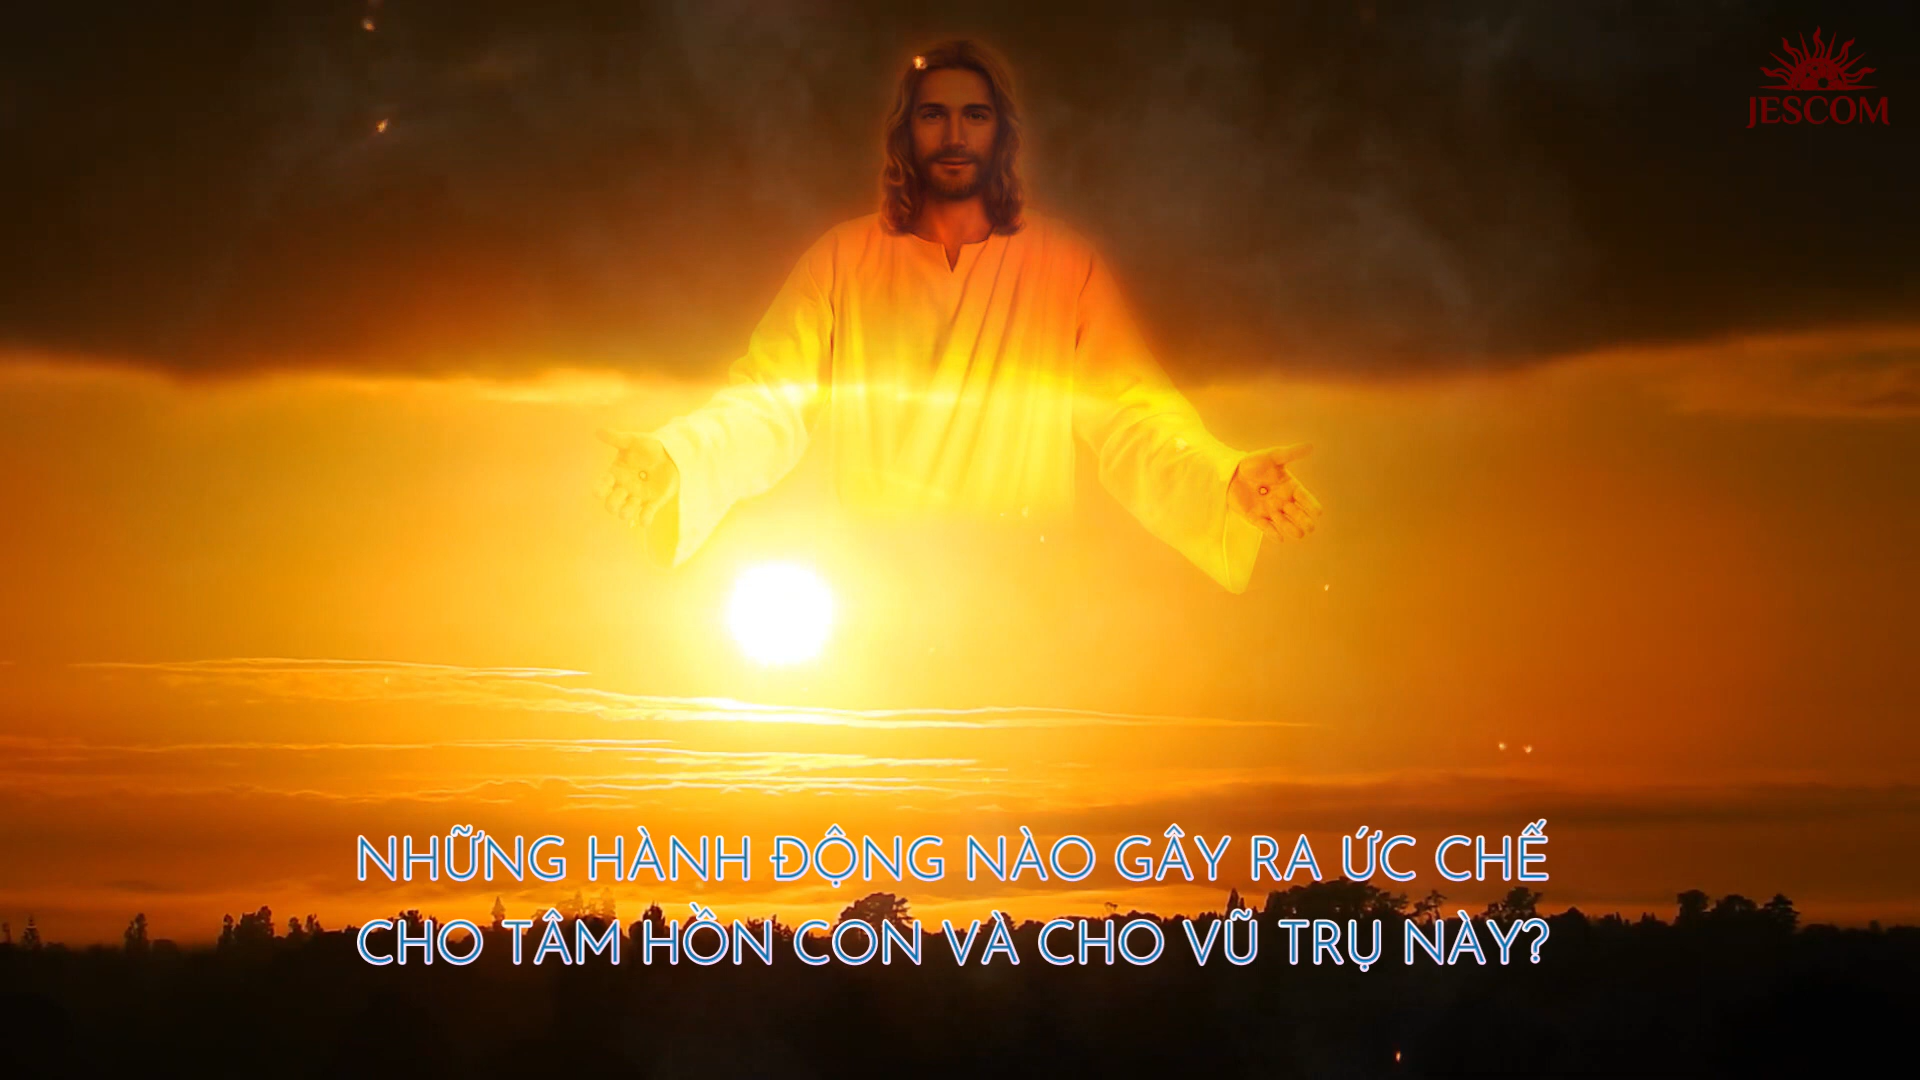 JESCOM
NHỮNG HÀNH ĐỘNG NÀO GÂY RA ỨC CHẾ
CHO TÂM HỒN CON VÀ CHO VŨ TRỤ NÀY?